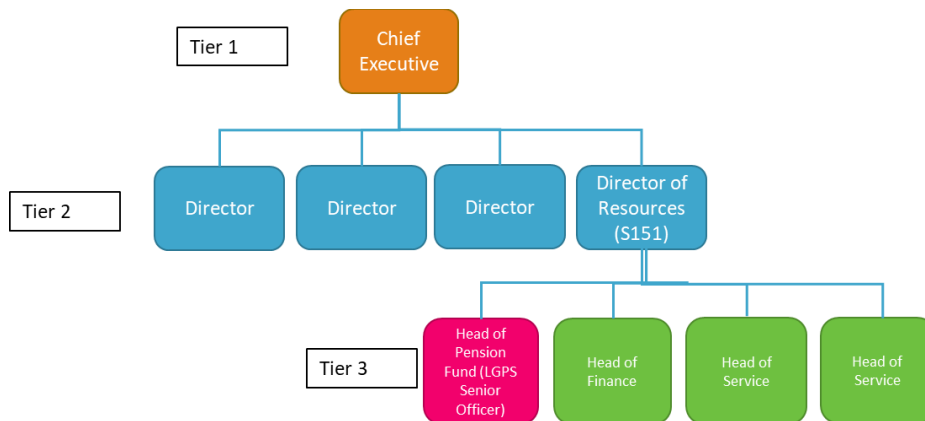 Tier 1
Chief
Executive
Tier 2
Director
Director
Director
Director of
Resources
(S151)
Tier 3
Head of
Pension
Fund (LGPS
Senior
Officer)
Head of
Finance
Head of
Service
Head of
Service